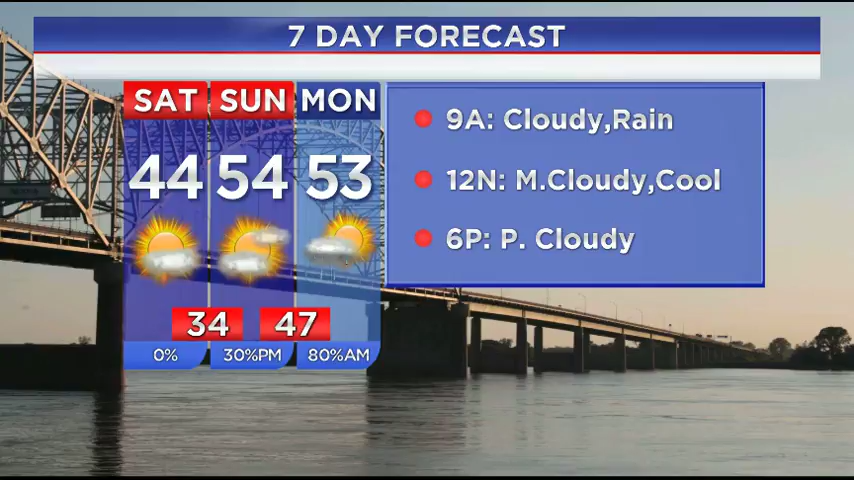 7 DAY FORECAST
SAT SUN MON
44 54 53
34 47
0% 30%PM 80%AM
9A: Cloudy,Rain
12N: M.Cloudy,Cool
6P: P. Cloudy